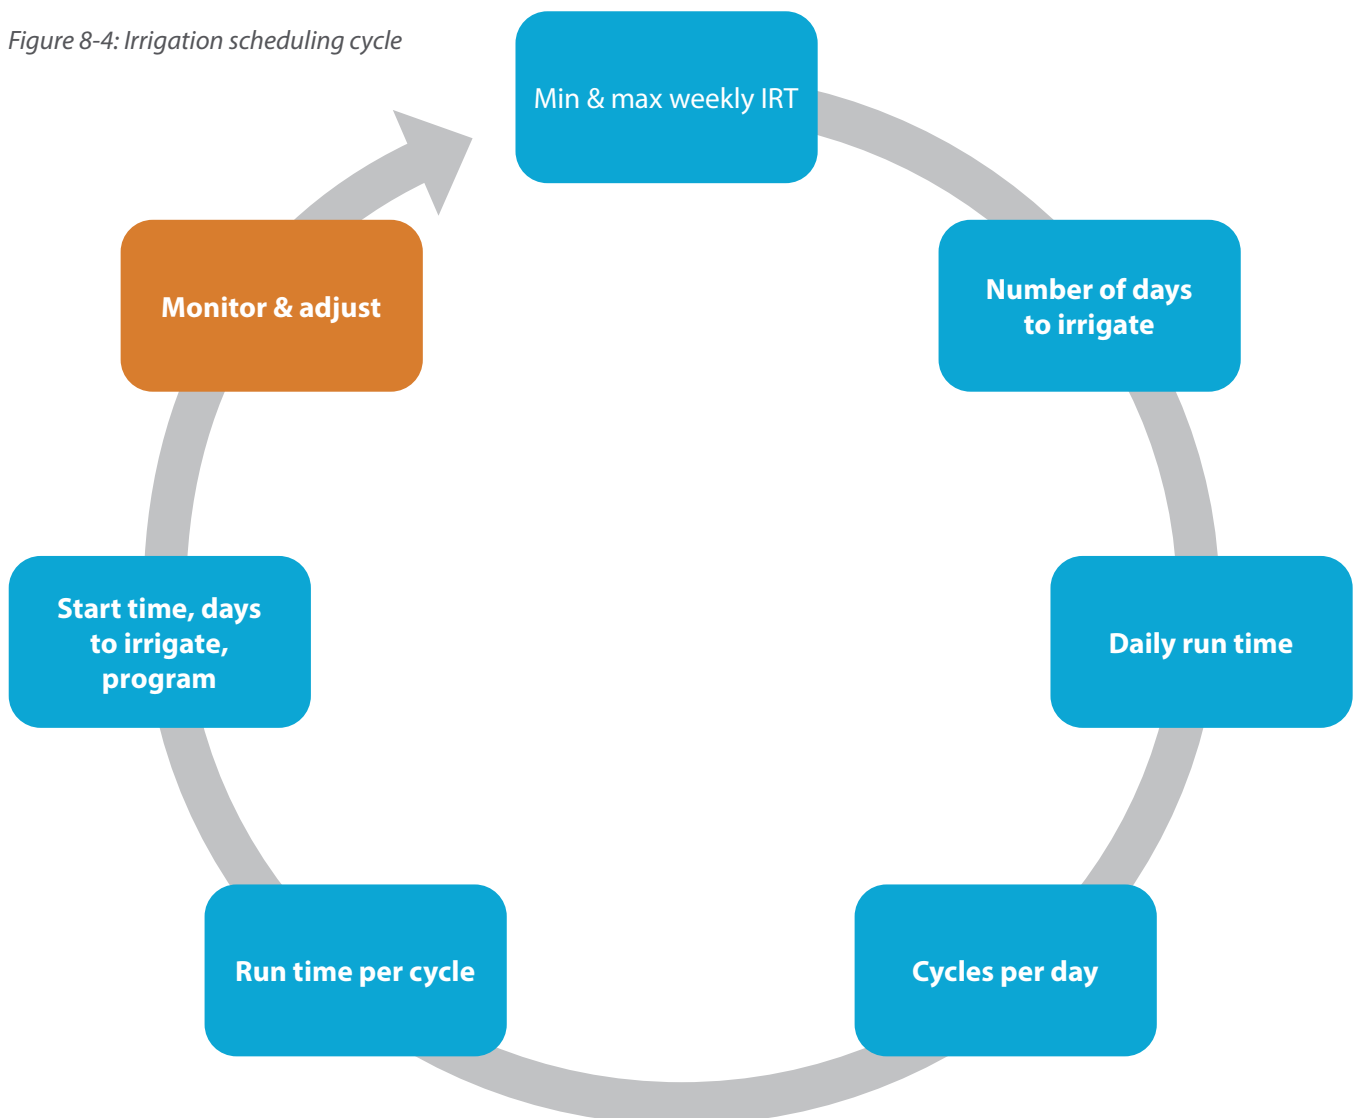 Figure 8-4: Irrigation scheduling cycle
Min & max weekly IRT
Number of days
to irrigate
Daily run time
Cycles per day
Run time per cycle
Start time, days
to irrigate,
program
Monitor & adjust